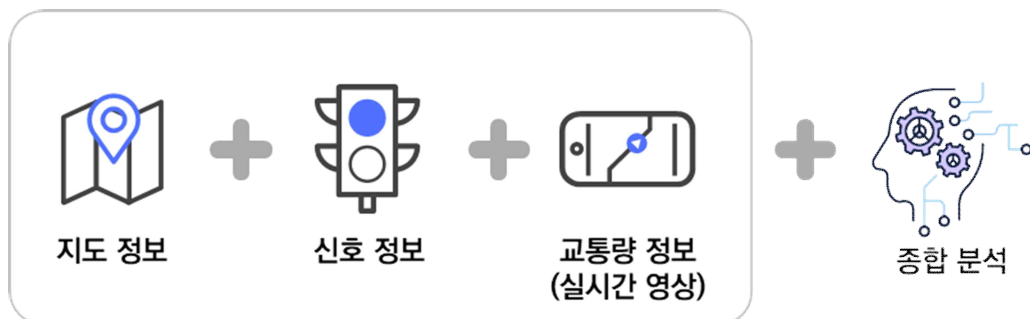 지도 정보
신호 정보
교통량 정보
(실시간 영상)
종합 분석